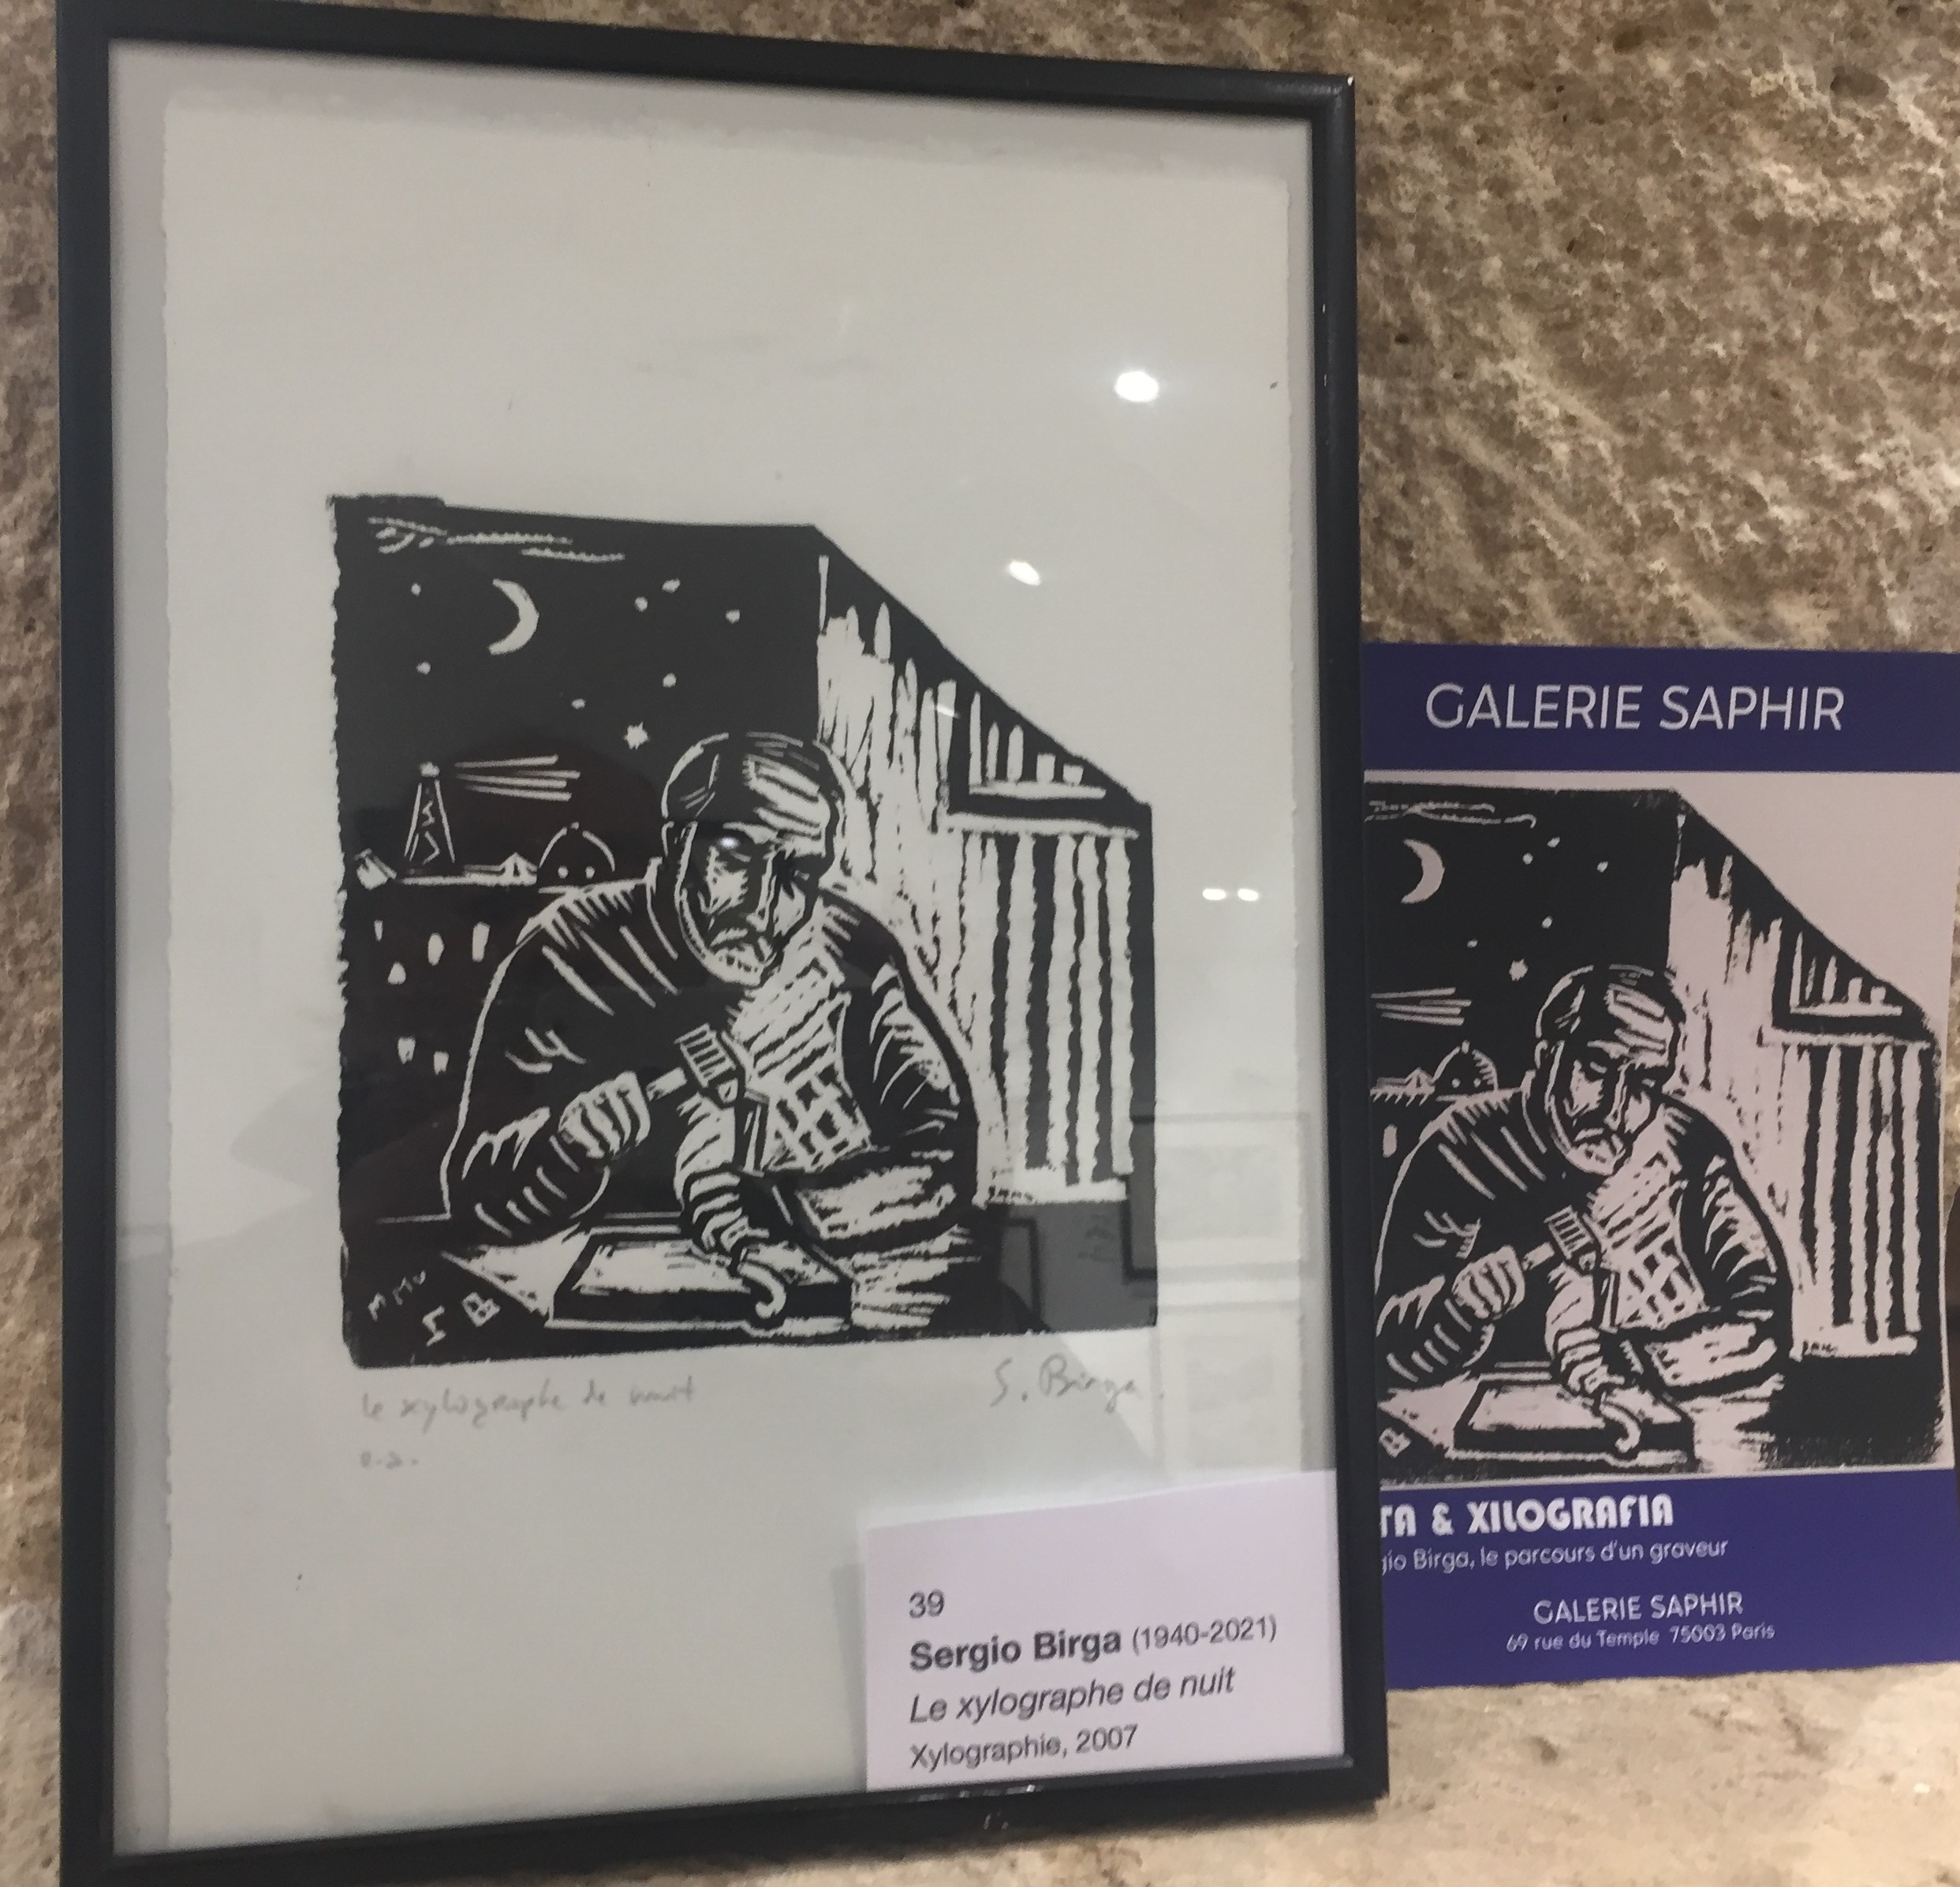 le xylographe de nuit
S. Birga
39
Sergio Birga (1940-2021)
Le xylographe de nuit
Xylographie, 2007
GALERIE SAPHIR
TA & XILOGRAFIA
gio Birga, le parcours d'un graveur
GALERIE SAPHIR
69 rue du Temple 75003 Paris